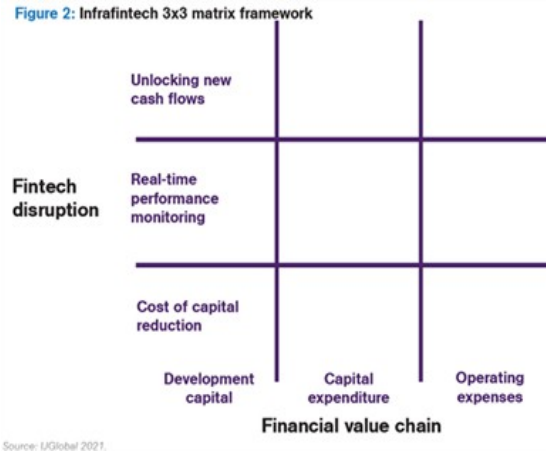 Figure 2: Infrafintech 3x3 matrix framework
Unlocking new
cash flows
Fintech
disruption
Real-time
performance
monitoring
Cost of capital
reduction
Development
capital
Capital
expenditure
Operating
expenses
Financial value chain
Source: UGlobal 2021.